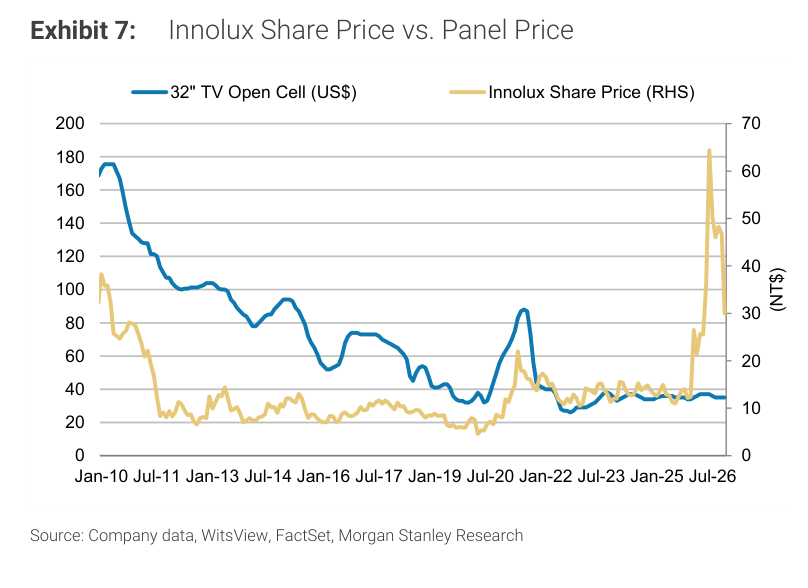 Exhibit 7: Innolux Share Price vs. Panel Price
32" TV Open Cell (US$) Innolux Share Price (RHS)
200 70
180
160 60
140 50
120
100 40
80 30
60 20
40 10
20
0 0
(NT$)
Jan-10 Jul-11 Jan-13 Jul-14 Jan-16 Jul-17 Jan-19 Jul-20 Jan-22 Jul-23 Jan-25 Jul-26
Source: Company data, WitsView, FactSet, Morgan Stanley Research